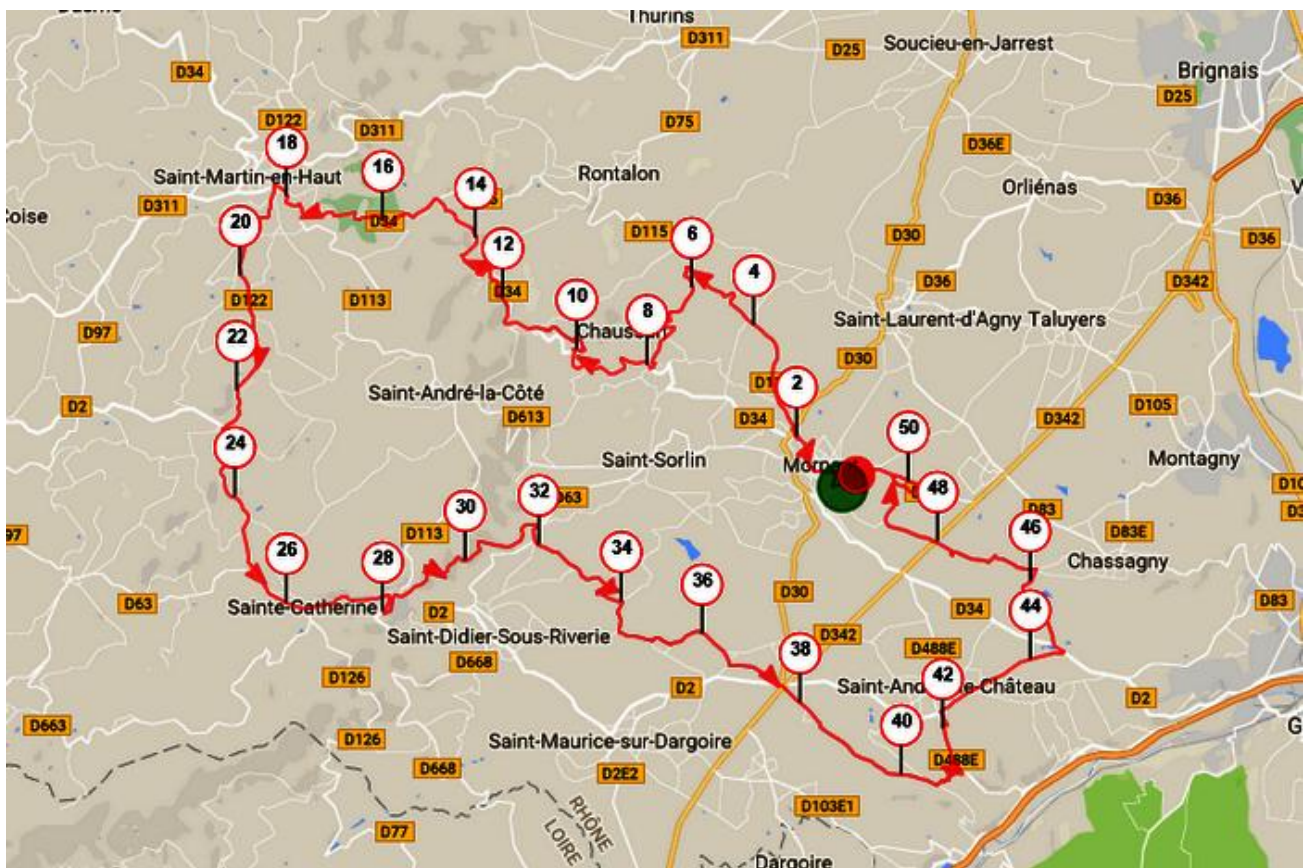 Thurins
D311
D25
Soucieu-en-Jarrest
Brignais
D34
D25
D122
18
D311
D75
16
D36E
Saint-Martin-en-Haut
14
Rontalon
Orliénas
D311
D36
Coise
20
D34
12
D115
6
D30
D36
4
D36
D342
D122
D113
D34
10
8
D97
22
Saint-Laurent-d'Agny Taluyers
D30
Saint-André-la-Côté
2
D2
D613
D34
D342
D105
24
50
Saint-Sorlin
Montagny
32
D63
48
30
D83
26
28
D113
34
46
D83E
Chassagny
36
D63
Sainte-Catherine
D2
D30
D34
44
D83
Saint-Didier-Sous-Riverie
D342
D488E
D668
38
D126
D2
42
D2
D663
40
D126
Saint-Maurice-sur-Dargoire
D488E
D668
D2E2
D103E1
RHÔNE
LOIRE
D77
Dargoire